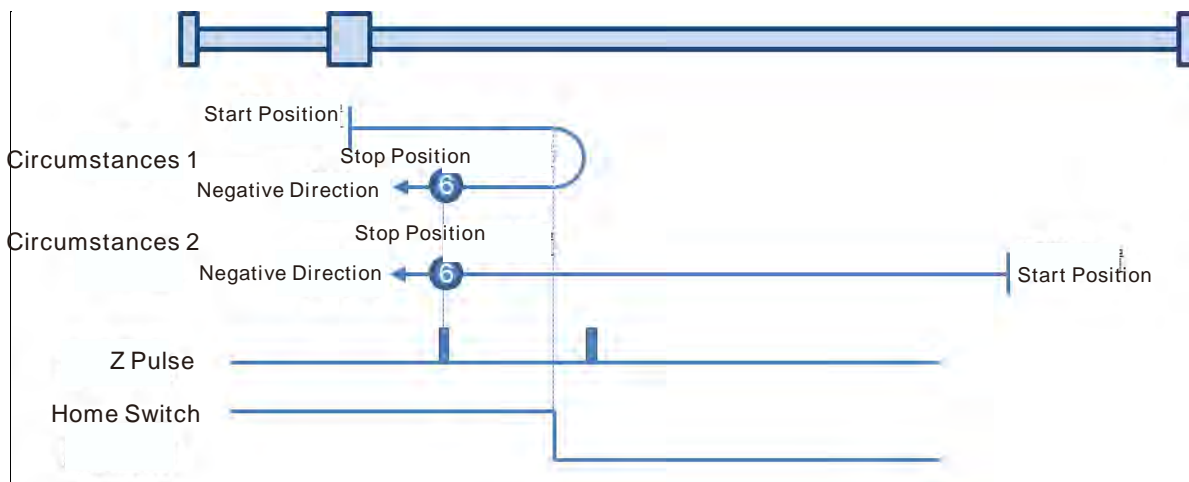 Start Position
Circumstances 1
Stop Position
6
Negative Direction
Circumstances 2
Stop Position
6
Negative Direction
Start Position
Z Pulse
Home Switch